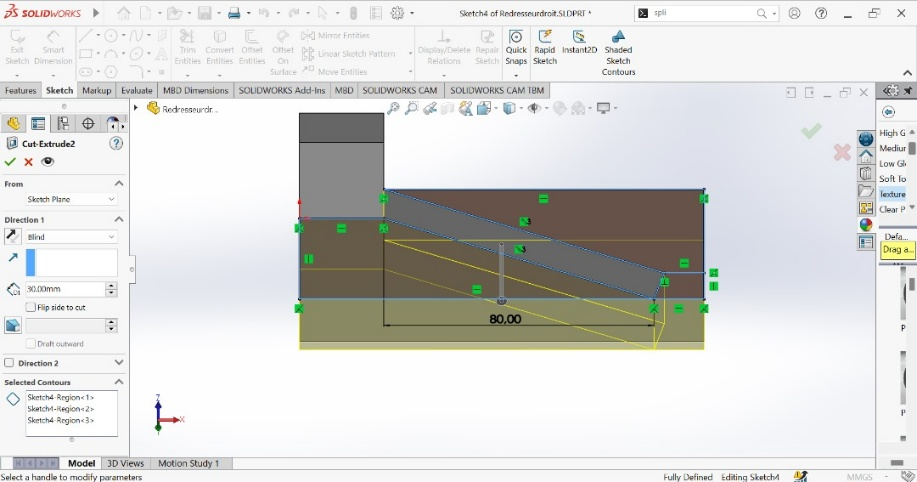 SOLIDWORKS
Sketch4 of Redresseurdroit.SLDPRT *
spli
Exit Sketch
Smart Dimension
Trim Entities
Convert Entities
Offset Entities
Offset On Surface
Mirror Entities
Linear Sketch Pattern
Move Entities
Display/Delete Relations
Repair Sketch
Quick Snaps
Rapid Sketch
Instant2D
Shaded Sketch Contours
Features
Sketch
Markup
Evaluate
MBD Dimensions
SOLIDWORKS Add-Ins
MBD
SOLIDWORKS CAM
SOLIDWORKS CAM TBM
Redresseurdr...
Cut-Extrude2
From
Sketch Plane
Direction 1
Blind
30.00mm
Flip side to cut
Draft outward
Direction 2
Selected Contours
Sketch4-Region<1>
Sketch4-Region<2>
Sketch4-Region<3>
80,00
Z
X
High G
Mediur
Low Gl
Soft To
Texture
Clear P
Defa...
Drag a...
P
P
Model
3D Views
Motion Study 1
Select a handle to modify parameters
Fully Defined
Editing Sketch4
MMGS